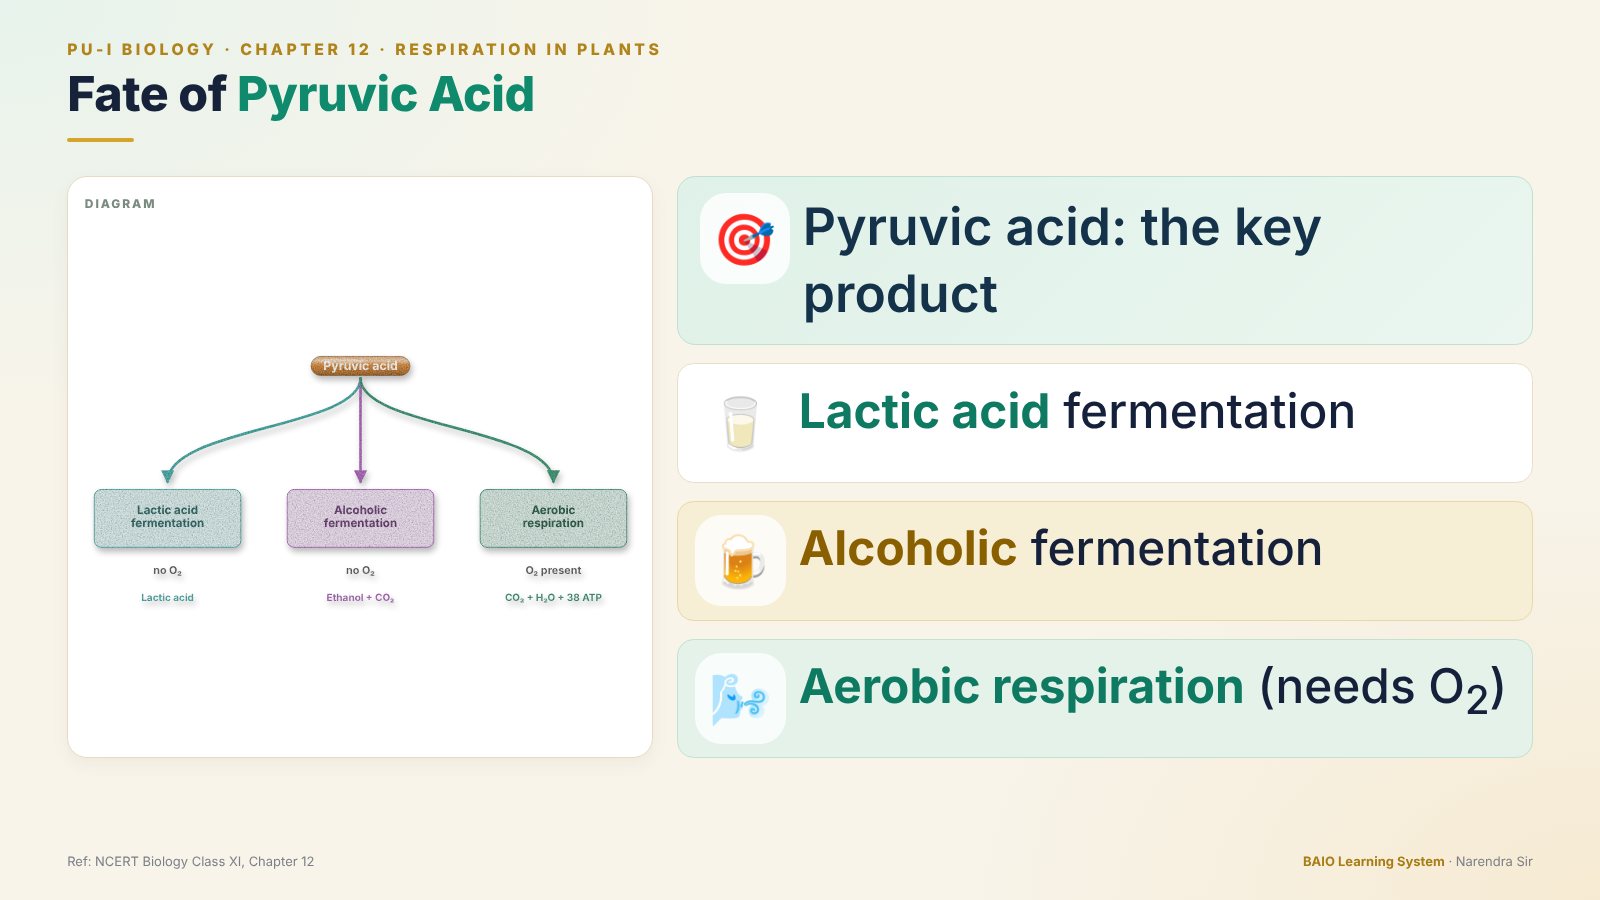 PU-I BIOLOGY · CHAPTER 12 · RESPIRATION IN PLANTS
Fate of Pyruvic Acid
DIAGRAM
Pyruvic acid
Lactic acid
fermentation
no O₂
Lactic acid
Alcoholic
fermentation
no O₂
Ethanol + CO₂
Aerobic
respiration
O₂ present
CO₂ + H₂O + 38 ATP
Pyruvic acid: the key
product
Lactic acid fermentation
Alcoholic fermentation
Aerobic respiration (needs O₂)
Ref: NCERT Biology Class XI, Chapter 12
BAIO Learning System · Narendra Sir